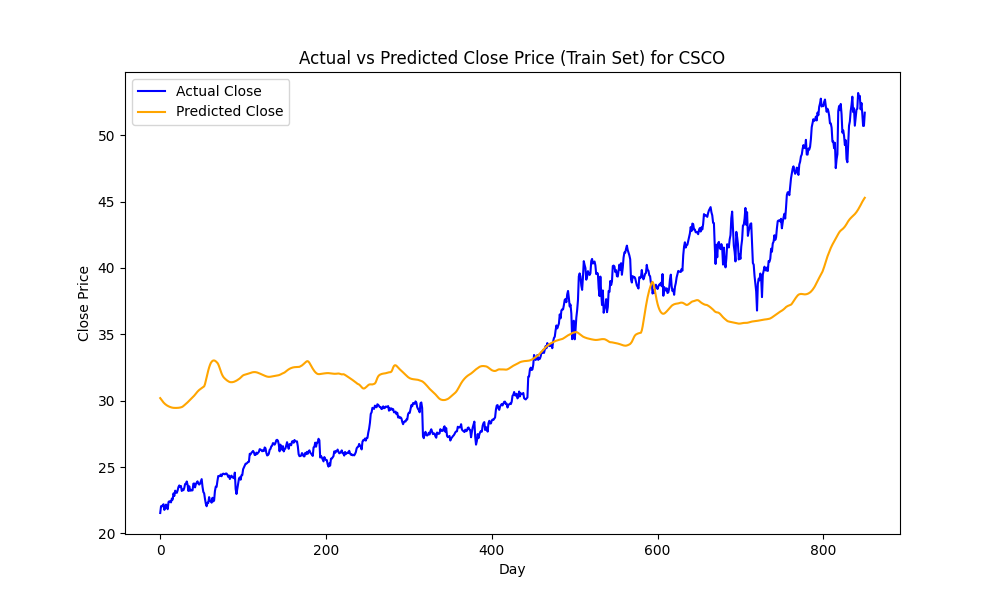 Actual vs Predicted Close Price (Train Set) for CSCO
Actual Close
Predicted Close
Close Price
50
45
40
35
30
25
20
0 200 400 600 800
Day